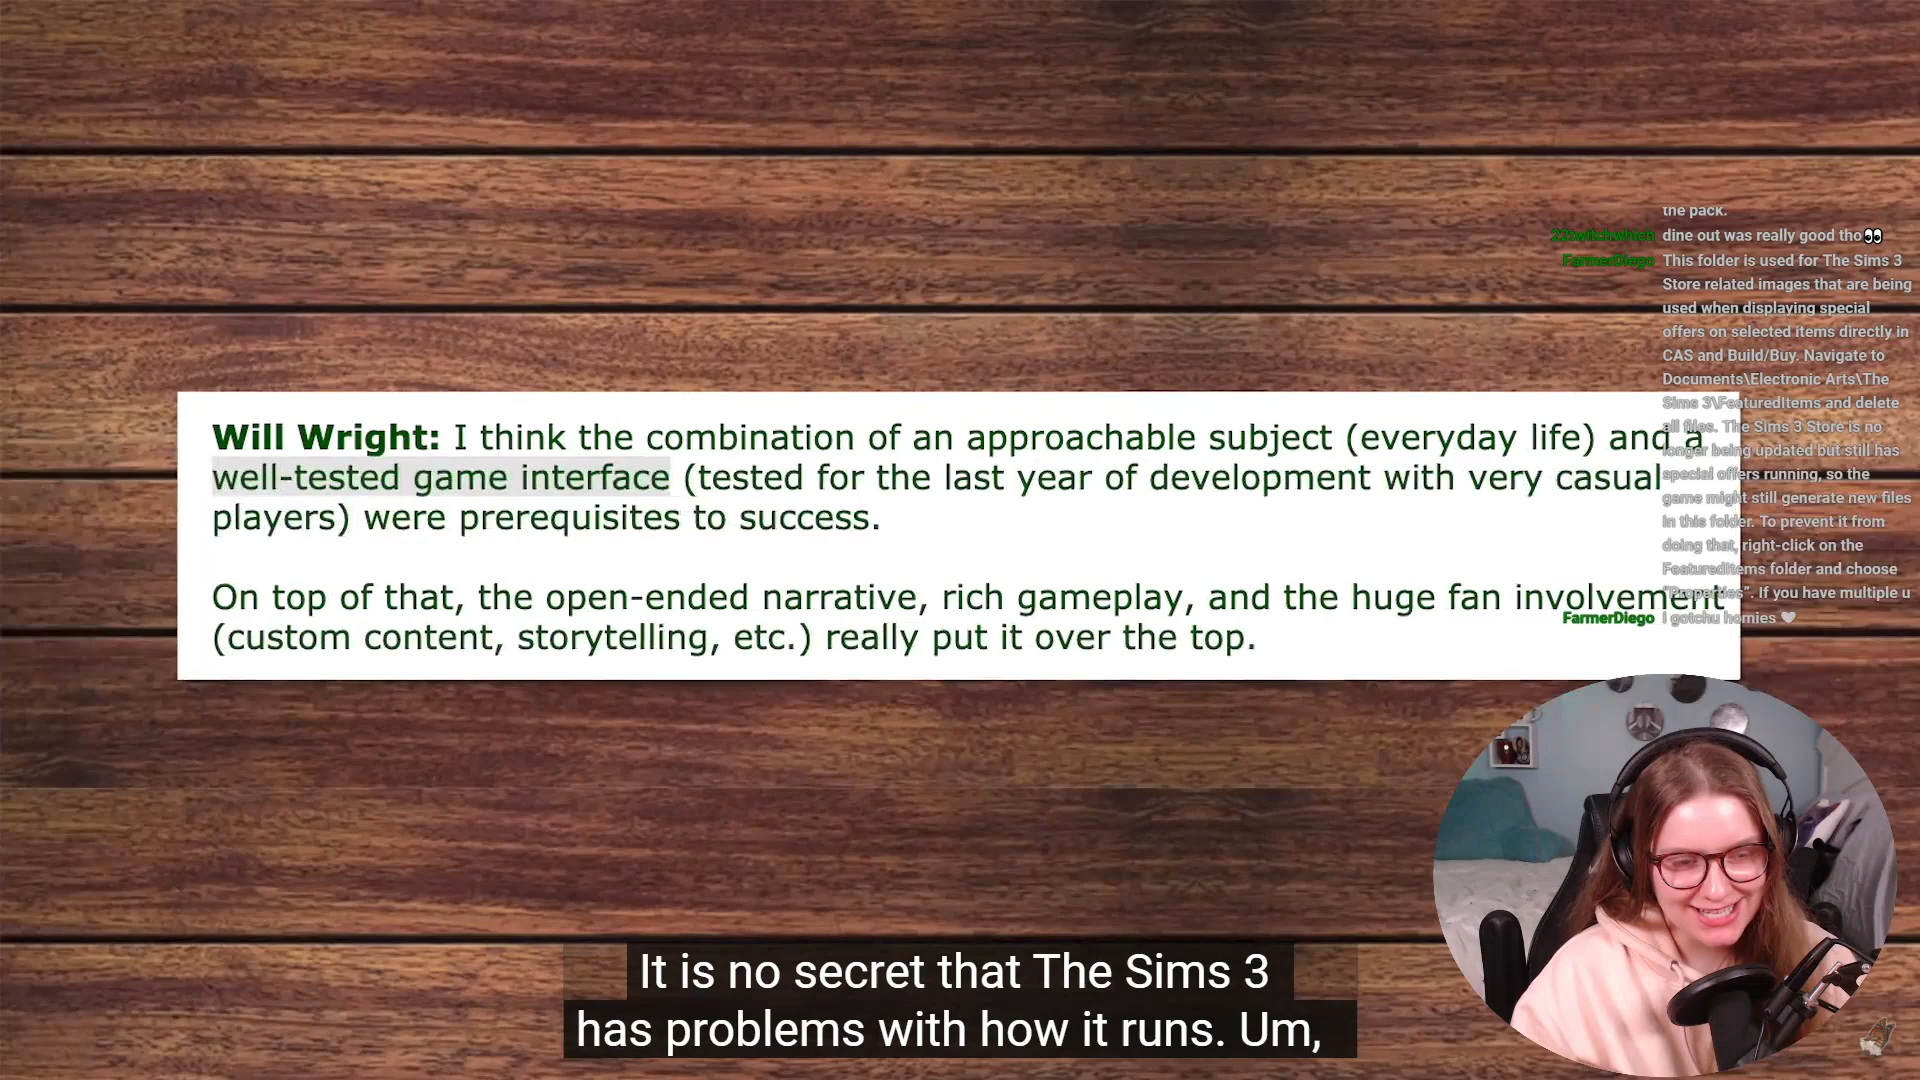 the pack.
22twitchwhich dine out was really good tho👀
FarmerDiego This folder is used for The Sims 3
Store related images that are being
used when displaying special
offers on selected items directly in
CAS and Build/Buy. Navigate to
Documents\Electronic Arts\The
Sims 3\FeaturedItems and delete
all files. The Sims 3 Store is no
longer being updated but still has
special offers running, so the
game might still generate new files
in this folder. To prevent it from
doing that, right-click on the
FeaturedItems folder and choose
"Properties". If you have multiple u
FarmerDiego i gotchu homies 🤍
Will Wright: I think the combination of an approachable subject (everyday life) and a
well-tested game interface (tested for the last year of development with very casual
players) were prerequisites to success.
On top of that, the open-ended narrative, rich gameplay, and the huge fan involvement
(custom content, storytelling, etc.) really put it over the top.
It is no secret that The Sims 3
has problems with how it runs. Um,